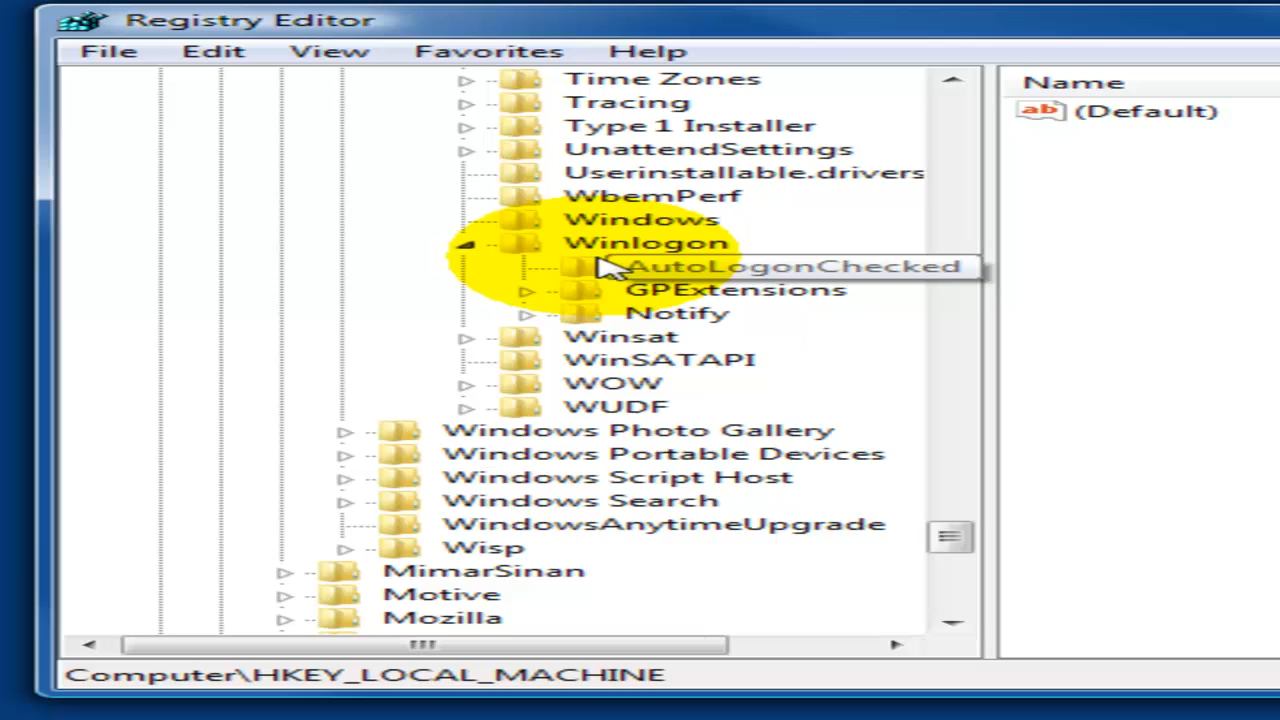 Registry Editor
File Edit View Favorites Help
Time Zones
Tracing
Type 1 Installer
UnattendSettings
Userinstallable.drivers
WbemPerf
Windows
Winlogon
AutoLogonChecked
GPExtensions
Notify
Winsat
WinSATAPI
WOW
WUDF
Windows Photo Gallery
Windows Portable Devices
Windows Script Host
Windows Search
WindowsAnytimeUpgrade
Wisp
MimarSinan
Motive
Mozilla
Name
ab (Default)
Computer\HKEY_LOCAL_MACHINE